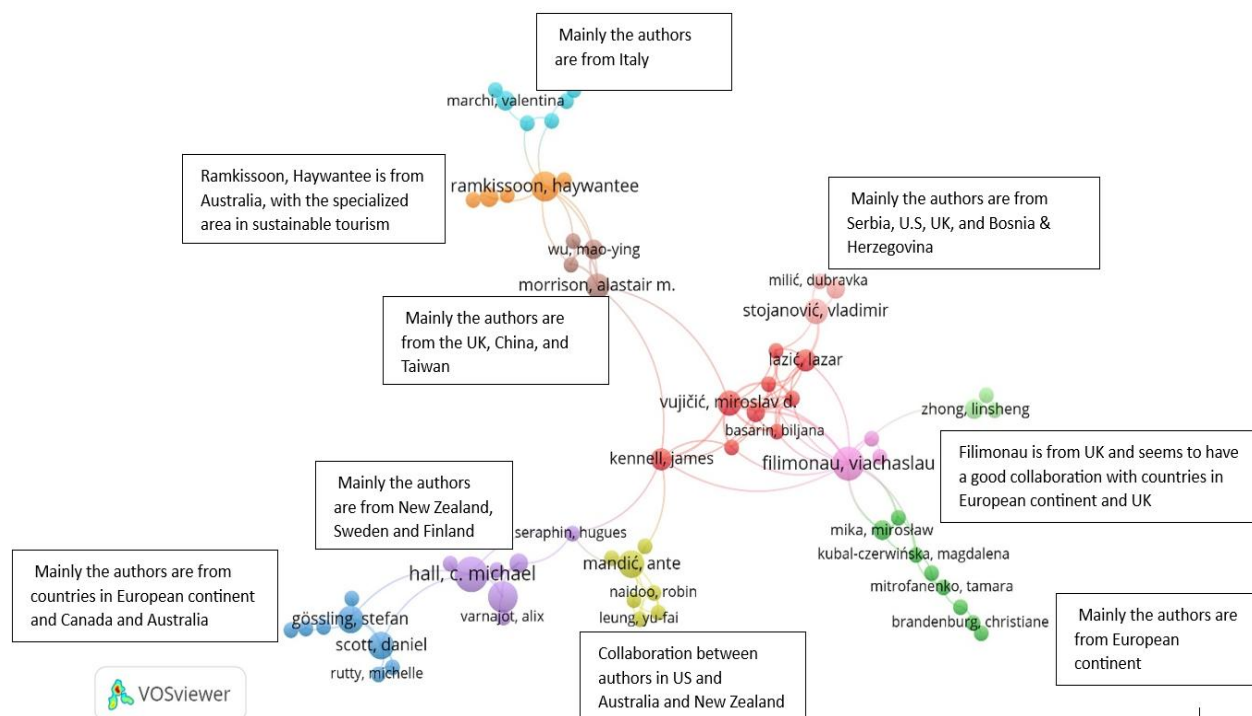 Mainly the authors
are from Italy
marchi, valentina
Ramkissoon, Haywantee is from
Australia, with the specialized
area in sustainable tourism
ramkissoon, haywantee
Mainly the authors are from
Serbia, U.S, UK, and Bosnia &
Herzegovina
wu, mao-ying
morrison, alastair m.
milić, dubravka
stojanović, vladimir
Mainly the authors are
from the UK, China, and
Taiwan
lazić, lazar
vujičić, miroslav d.
basarin, biljana
zhong, linsheng
kennell, james
filimonau, viachaslau
Filimonau is from UK and seems to have
a good collaboration with countries in
European continent and UK
Mainly the authors
are from New Zealand,
Sweden and Finland
seraphin, hugues
mika, mirosław
kubal-czerwińska, magdalena
mitrofanenko, tamara
brandenburg, christiane
hall, c. michael
varnajot, alix
mandić, ante
naidoo, robin
leung, yu-fai
Mainly the authors are from
countries in European continent
and Canada and Australia
gössling, stefan
scott, daniel
rutty, michelle
Mainly the authors are
from European
continent
Collaboration between
authors in US and
Australia and New Zealand
VOSviewer